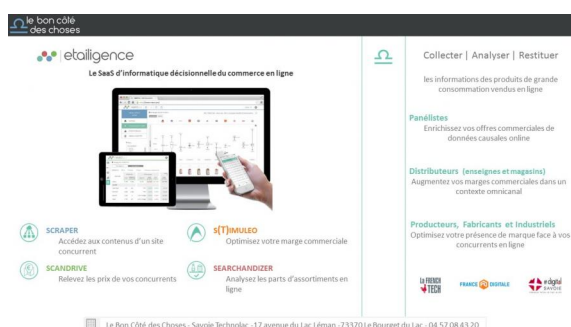 le bon côté
des choses
etailigence
Le SaaS d'informatique décisionnelle du commerce en ligne
SCRAPER
Accédez aux contenus d'un site
concurrent
S(T)IMULEO
Optimisez votre marge commerciale
SCANDRIVE
Relevez les prix de vos concurrents
SEARCHANDIZER
Analysez les parts d'assortiments en
ligne
Collecter | Analyser | Restituer
les informations des produits de grande
consommation vendus en ligne
Panélistes
Enrichissez vos offres commerciales de
données causales online
Distributeurs (enseignes et magasins)
Augmentez vos marges commerciales dans un
contexte omnicanal
Producteurs, Fabricants et Industriels
Optimisez votre présence de marque face à vos
concurrents en ligne
La FRENCH
TECH
FRANCE DIGITALE
edigital
SAVOIE
Le Bon Côté des Choses - Savoie Technolac - 17 avenue du Lac Léman - 73370 Le Bourget du Lac - 04 57 08 43 20